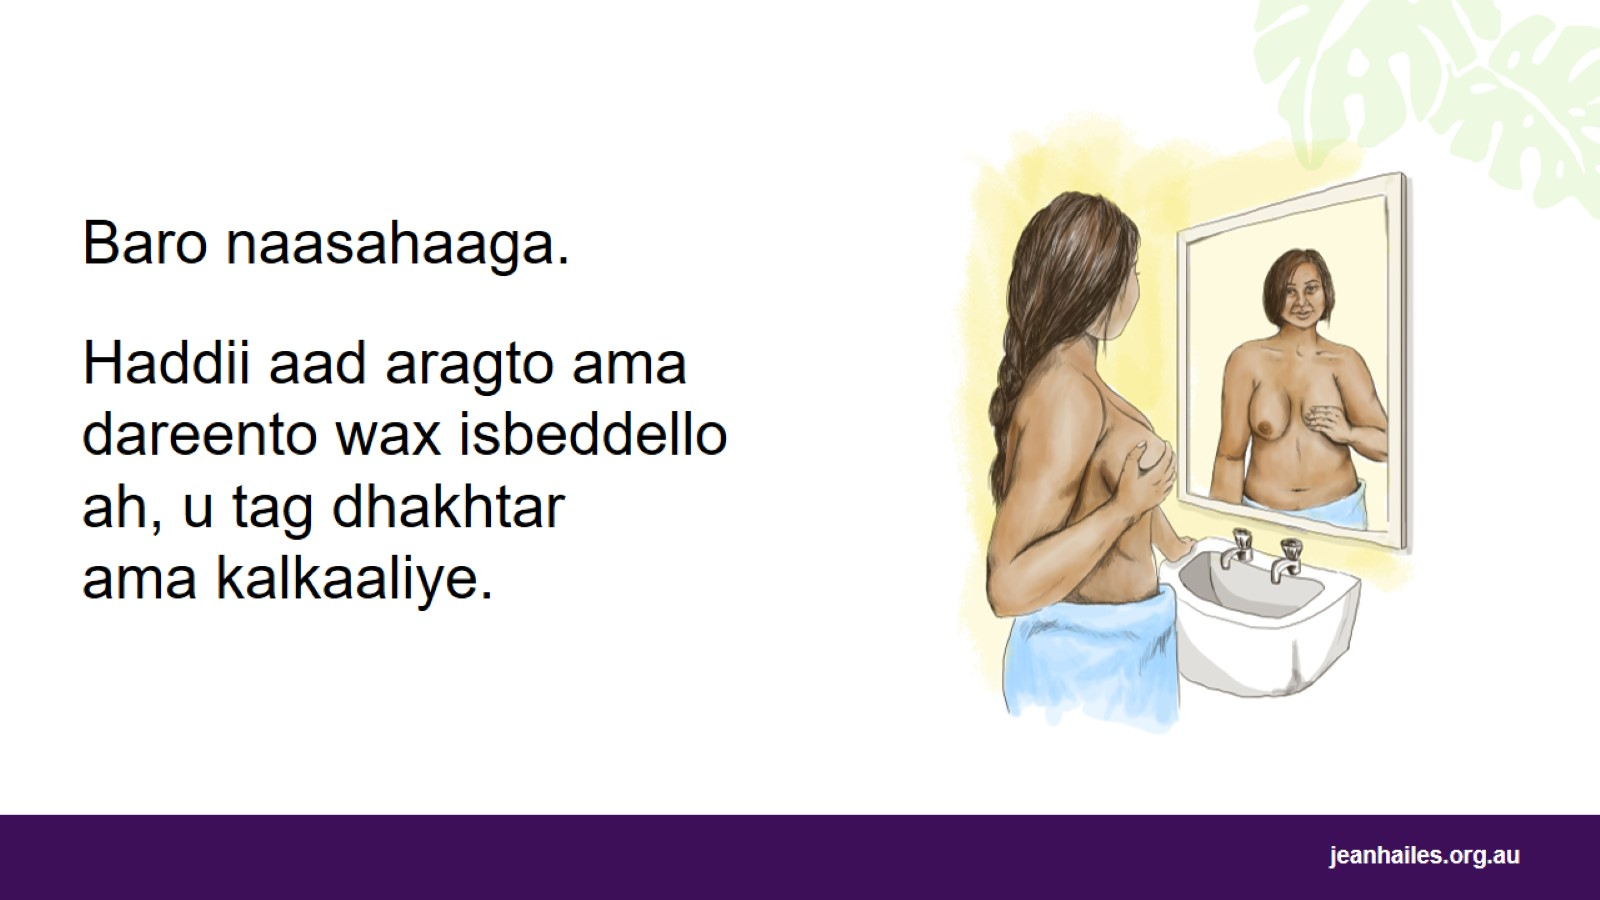 Baro naasahaaga.
Haddii aad aragto ama
dareento wax isbeddello
ah, u tag dhakhtar
ama kalkaaliye.
jeanhailes.org.au